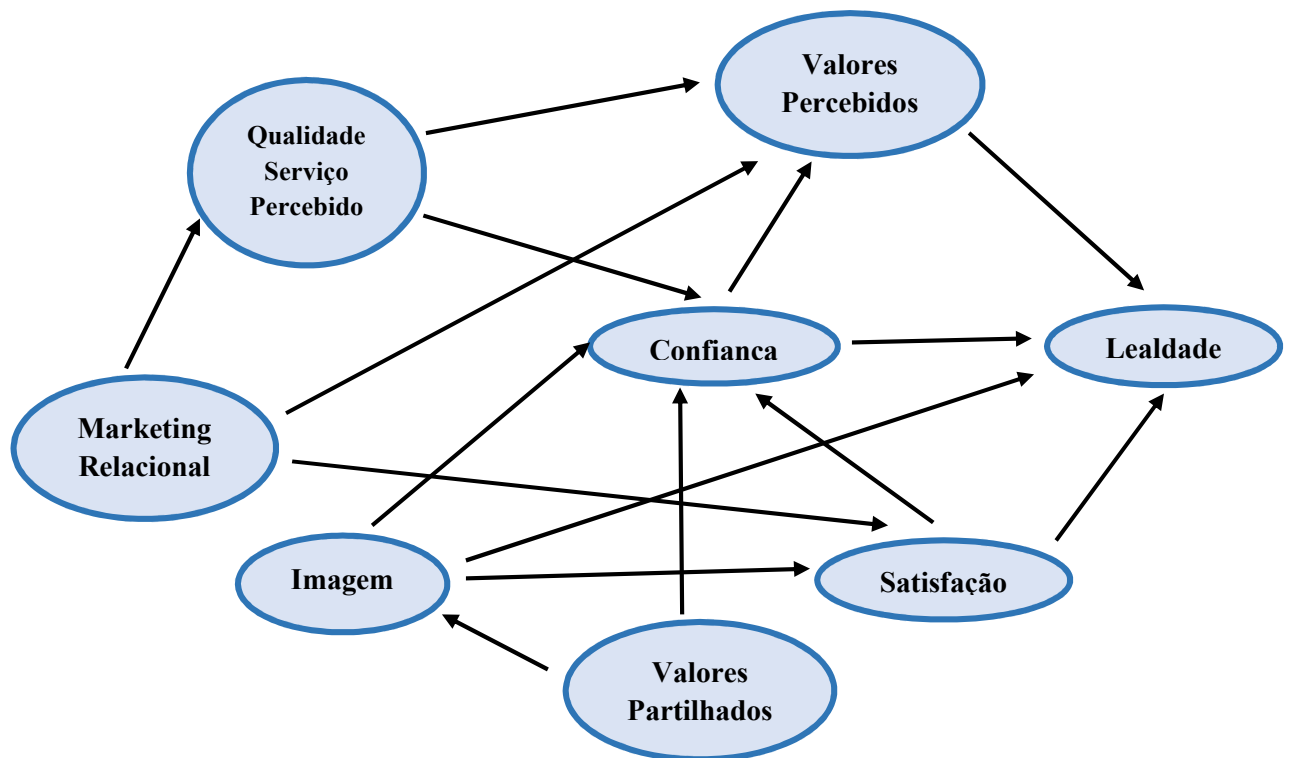 Valores
Percebidos
Qualidade
Serviço
Percebido
Confianca
Lealdade
Marketing
Relacional
Imagem
Satisfação
Valores
Partilhados